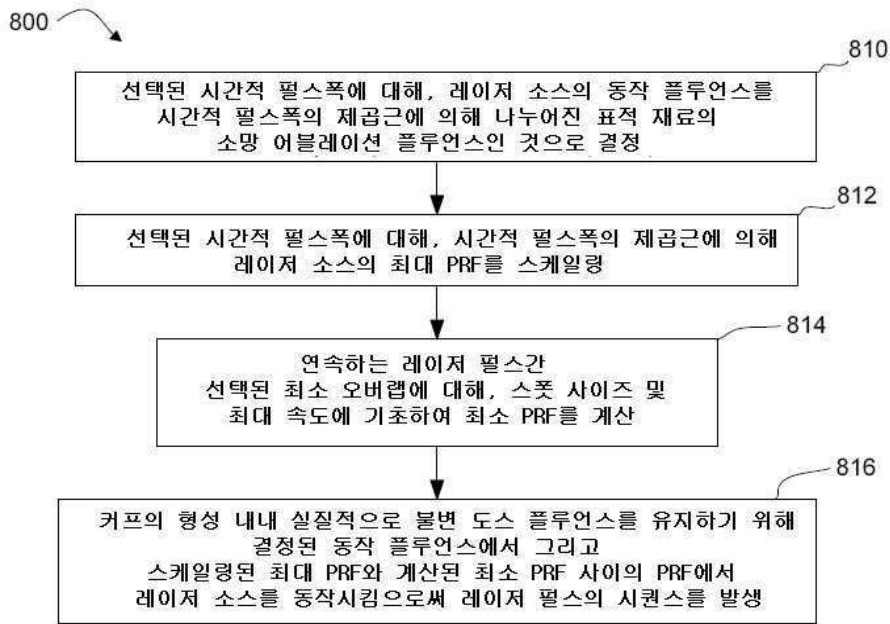 800
810
선택된 시간적 펄스폭에 대해, 레이저 소스의 동작 플루언스를
시간적 펄스폭의 제곱근에 의해 나누어진 표적 재료의
소망 어블레이션 플루언스인 것으로 결정
812
선택된 시간적 펄스폭에 대해, 시간적 펄스폭의 제곱근에 의해
레이저 소스의 최대 PRF를 스케일링
814
연속하는 레이저 펄스간
선택된 최소 오버랩에 대해, 스폿 사이즈 및
최대 속도에 기초하여 최소 PRF를 계산
816
커프의 형성 내내 실질적으로 불변 도스 플루언스를 유지하기 위해
결정된 동작 플루언스에서 그리고
스케일링된 최대 PRF와 계산된 최소 PRF 사이의 PRF에서
레이저 소스를 동작시킴으로써 레이저 펄스의 시퀀스를 발생